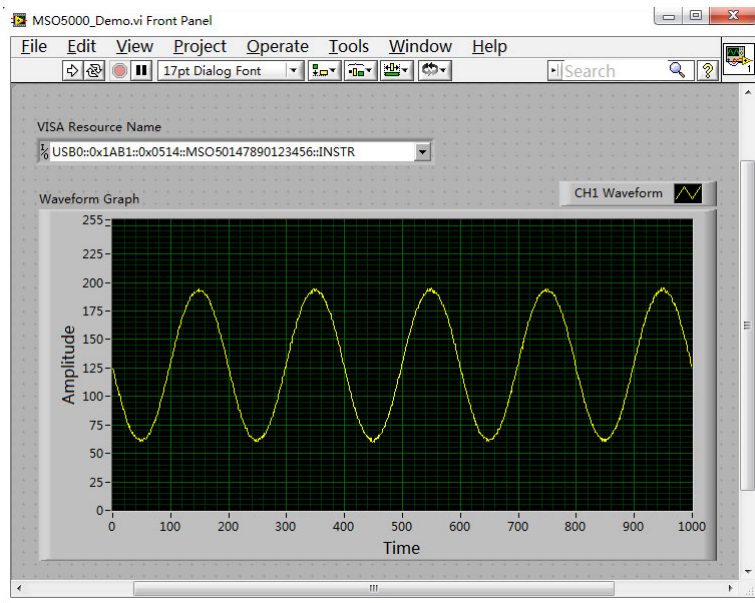 MSO5000_Demo.vi Front Panel
File Edit View Project Operate Tools Window Help
17pt Dialog Font
Search
1
VISA Resource Name
I/O USB0::0x1AB1::0x0514::MSO50147890123456::INSTR
Waveform Graph
CH1 Waveform
255
225
200
175
150
125
100
75
50
25
0
Amplitude
0 100 200 300 400 500 600 700 800 900 1000
Time